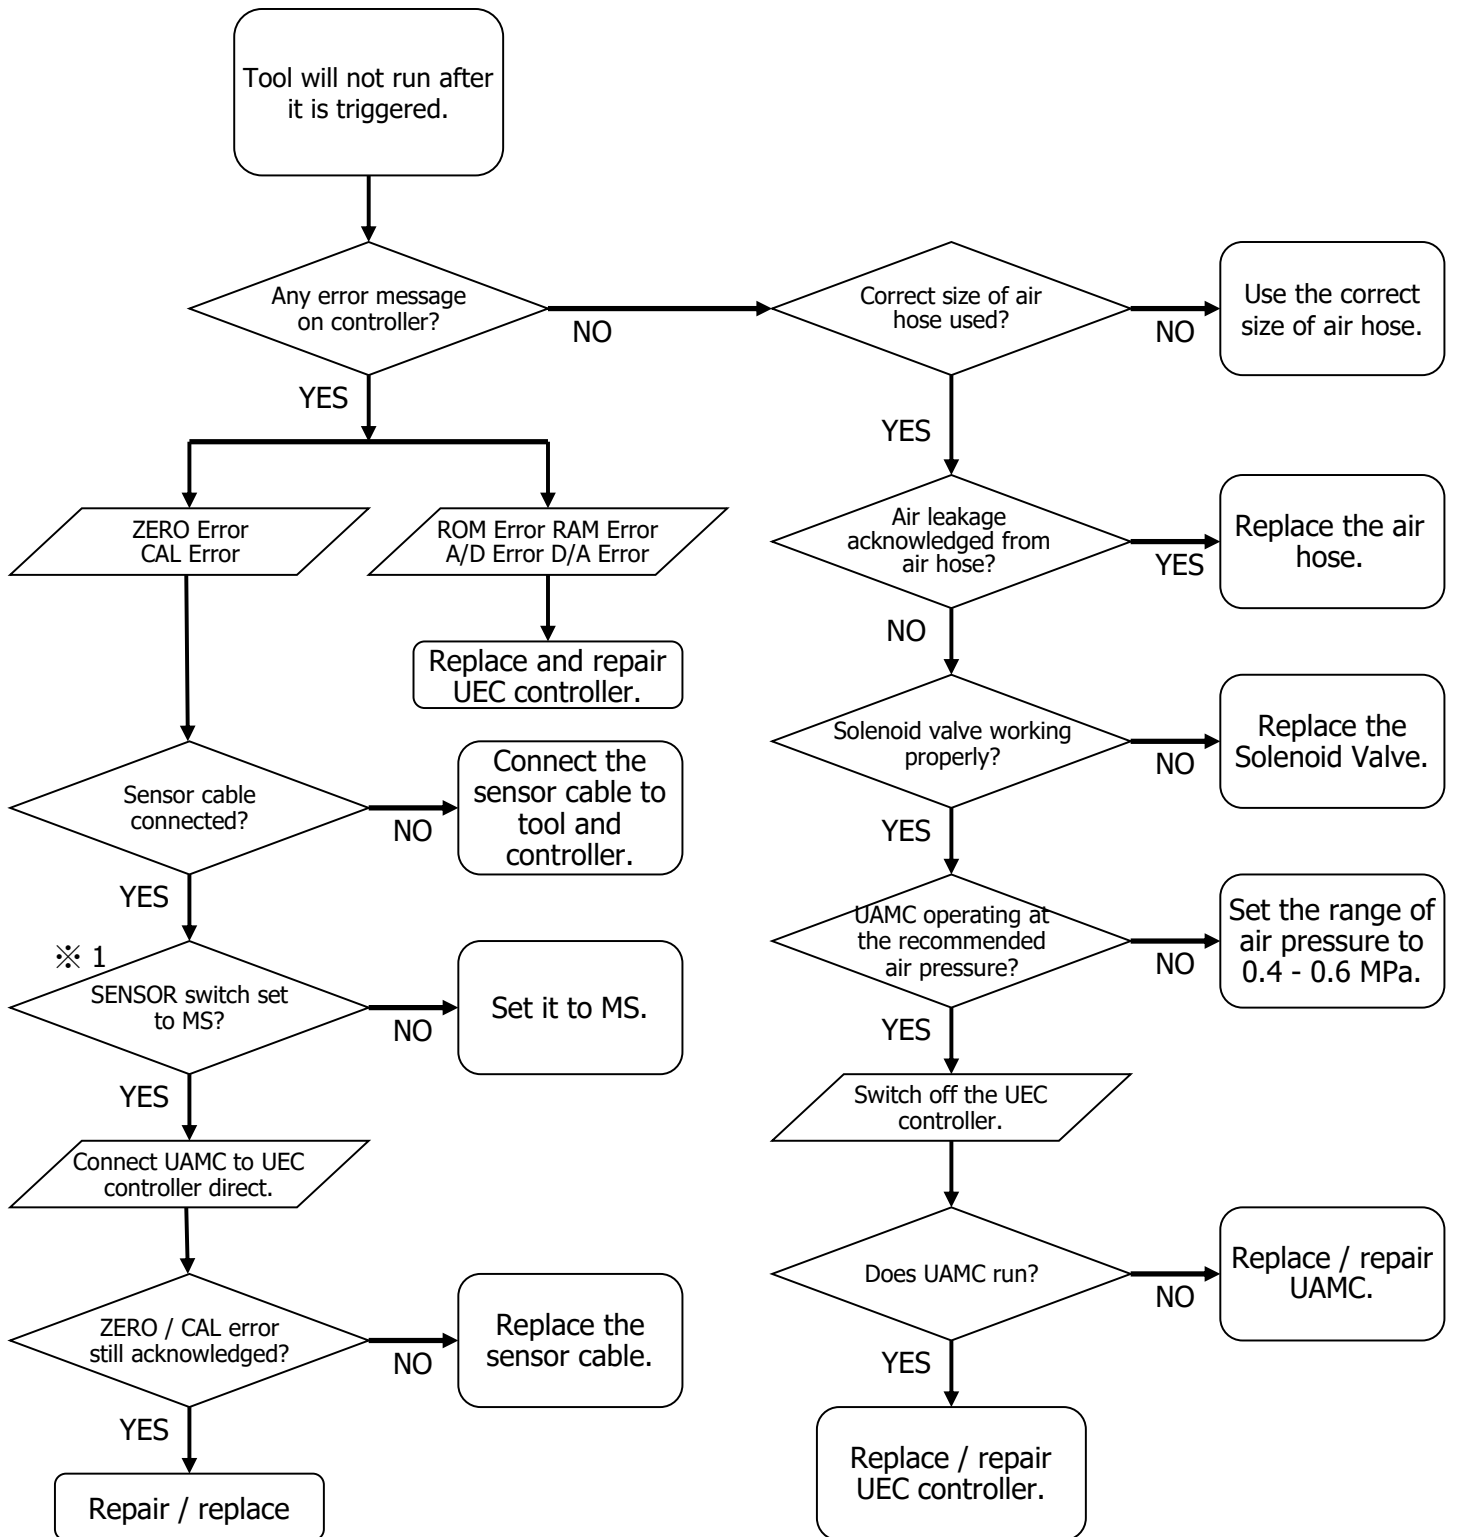 Tool will not run after
it is triggered.
Any error message
on controller?
NO
YES
Correct size of air
hose used?
NO
Use the correct
size of air hose.
YES
ZERO Error
CAL Error
ROM Error RAM Error
A/D Error D/A Error
Air leakage
acknowledged from
air hose?
YES
Replace the air
hose.
NO
Replace and repair
UEC controller.
Solenoid valve working
properly?
NO
Replace the
Solenoid Valve.
YES
Sensor cable
connected?
NO
Connect the
sensor cable to
tool and
controller.
YES
UAMC operating at
the recommended
air pressure?
NO
Set the range of
air pressure to
0.4 - 0.6 MPa.
YES
※ 1
SENSOR switch set
to MS?
NO
Set it to MS.
YES
Switch off the UEC
controller.
Connect UAMC to UEC
controller direct.
Does UAMC run?
NO
Replace / repair
UAMC.
YES
ZERO / CAL error
still acknowledged?
NO
Replace the
sensor cable.
YES
Repair / replace
Replace / repair
UEC controller.